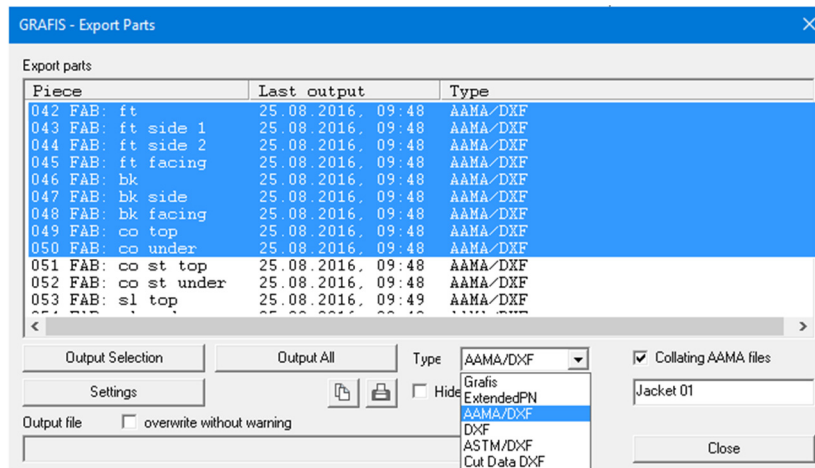 GRAFIS - Export Parts
Export parts
Piece Last output Type
042 FAB: ft 25.08.2016, 09:48 AAMA/DXF
043 FAB: ft side 1 25.08.2016, 09:48 AAMA/DXF
044 FAB: ft side 2 25.08.2016, 09:48 AAMA/DXF
045 FAB: ft facing 25.08.2016, 09:48 AAMA/DXF
046 FAB: bk 25.08.2016, 09:48 AAMA/DXF
047 FAB: bk side 25.08.2016, 09:48 AAMA/DXF
048 FAB: bk facing 25.08.2016, 09:48 AAMA/DXF
049 FAB: co top 25.08.2016, 09:48 AAMA/DXF
050 FAB: co under 25.08.2016, 09:48 AAMA/DXF
051 FAB: co st top 25.08.2016, 09:48 AAMA/DXF
052 FAB: co st under 25.08.2016, 09:48 AAMA/DXF
053 FAB: sl top 25.08.2016, 09:49 AAMA/DXF
Output Selection Output All Type AAMA/DXF Collating AAMA files
Settings Hide Grafis Jacket 01
ExtendedPN
AAMA/DXF
Output file overwrite without warning DXF
ASTM/DXF Close
Cut Data DXF